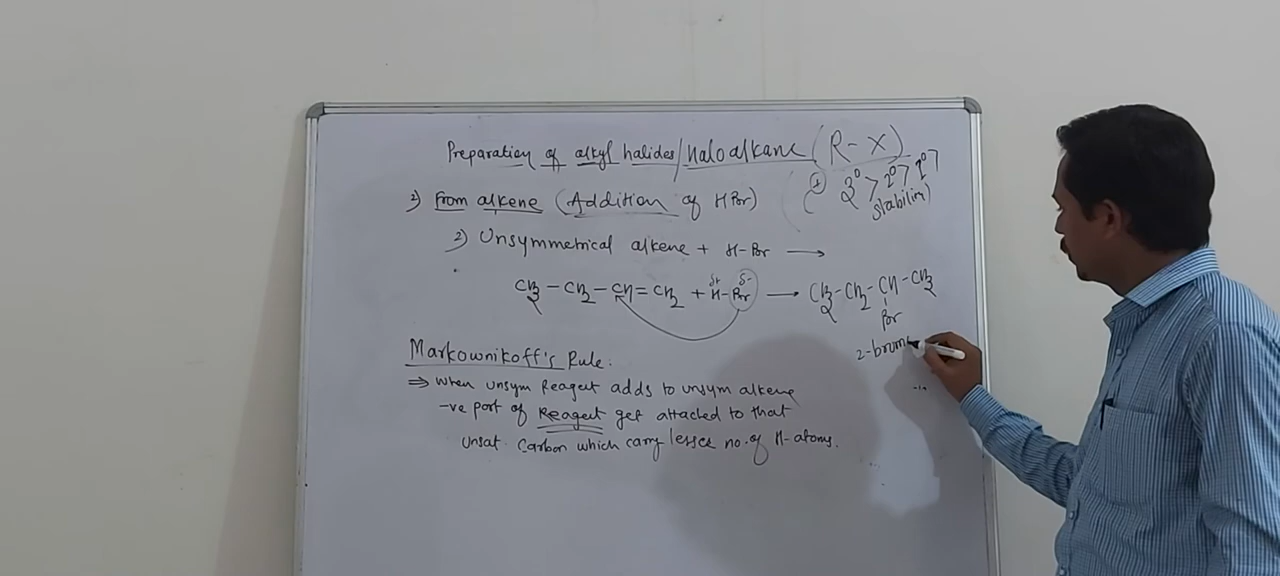 Preparation of alkyl halides/Haloalkane (R-X)
1) From alkene (Addition of HBr)
(+) 3° > 2° > 1° >
stability
2) Unsymmetrical alkene + H-Br ⟶
CH3 - CH2 - CH = CH2 + H-Br ⟶ CH3 - CH2 - CH - CH3
δ+ δ-
Br
2-brom
Markownikoff's Rule.
⇒ When unsym Reagent adds to unsym alkene
-ve part of Reagent get attached to that
unsat. Carbon which carry lesser no. of H-atoms.